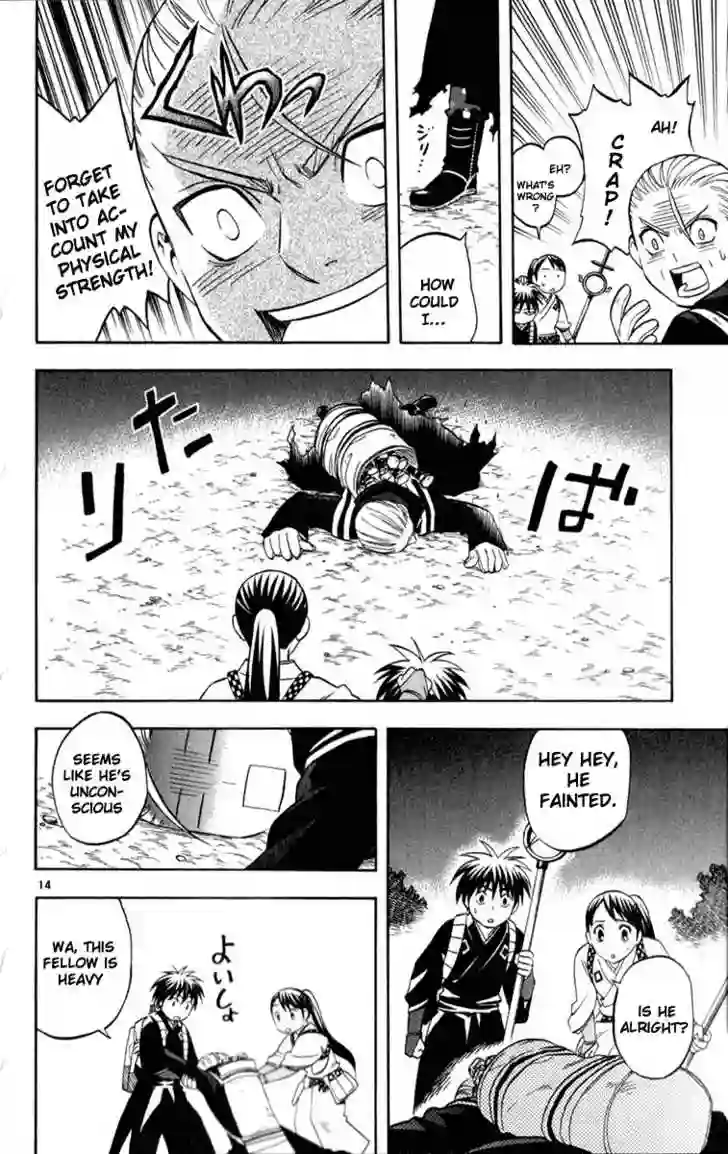 AH!
CRAP!
EH?
WHAT'S
WRONG
?
HOW
COULD
I...
FORGET
TO TAKE
INTO AC-
COUNT MY
PHYSICAL
STRENGTH!
ばたり
HEY HEY,
HE
FAINTED.
IS HE
ALRIGHT?
SEEMS
LIKE HE'S
UNCON-
SCIOUS
14
WA, THIS
FELLOW IS
HEAVY
よいしょ